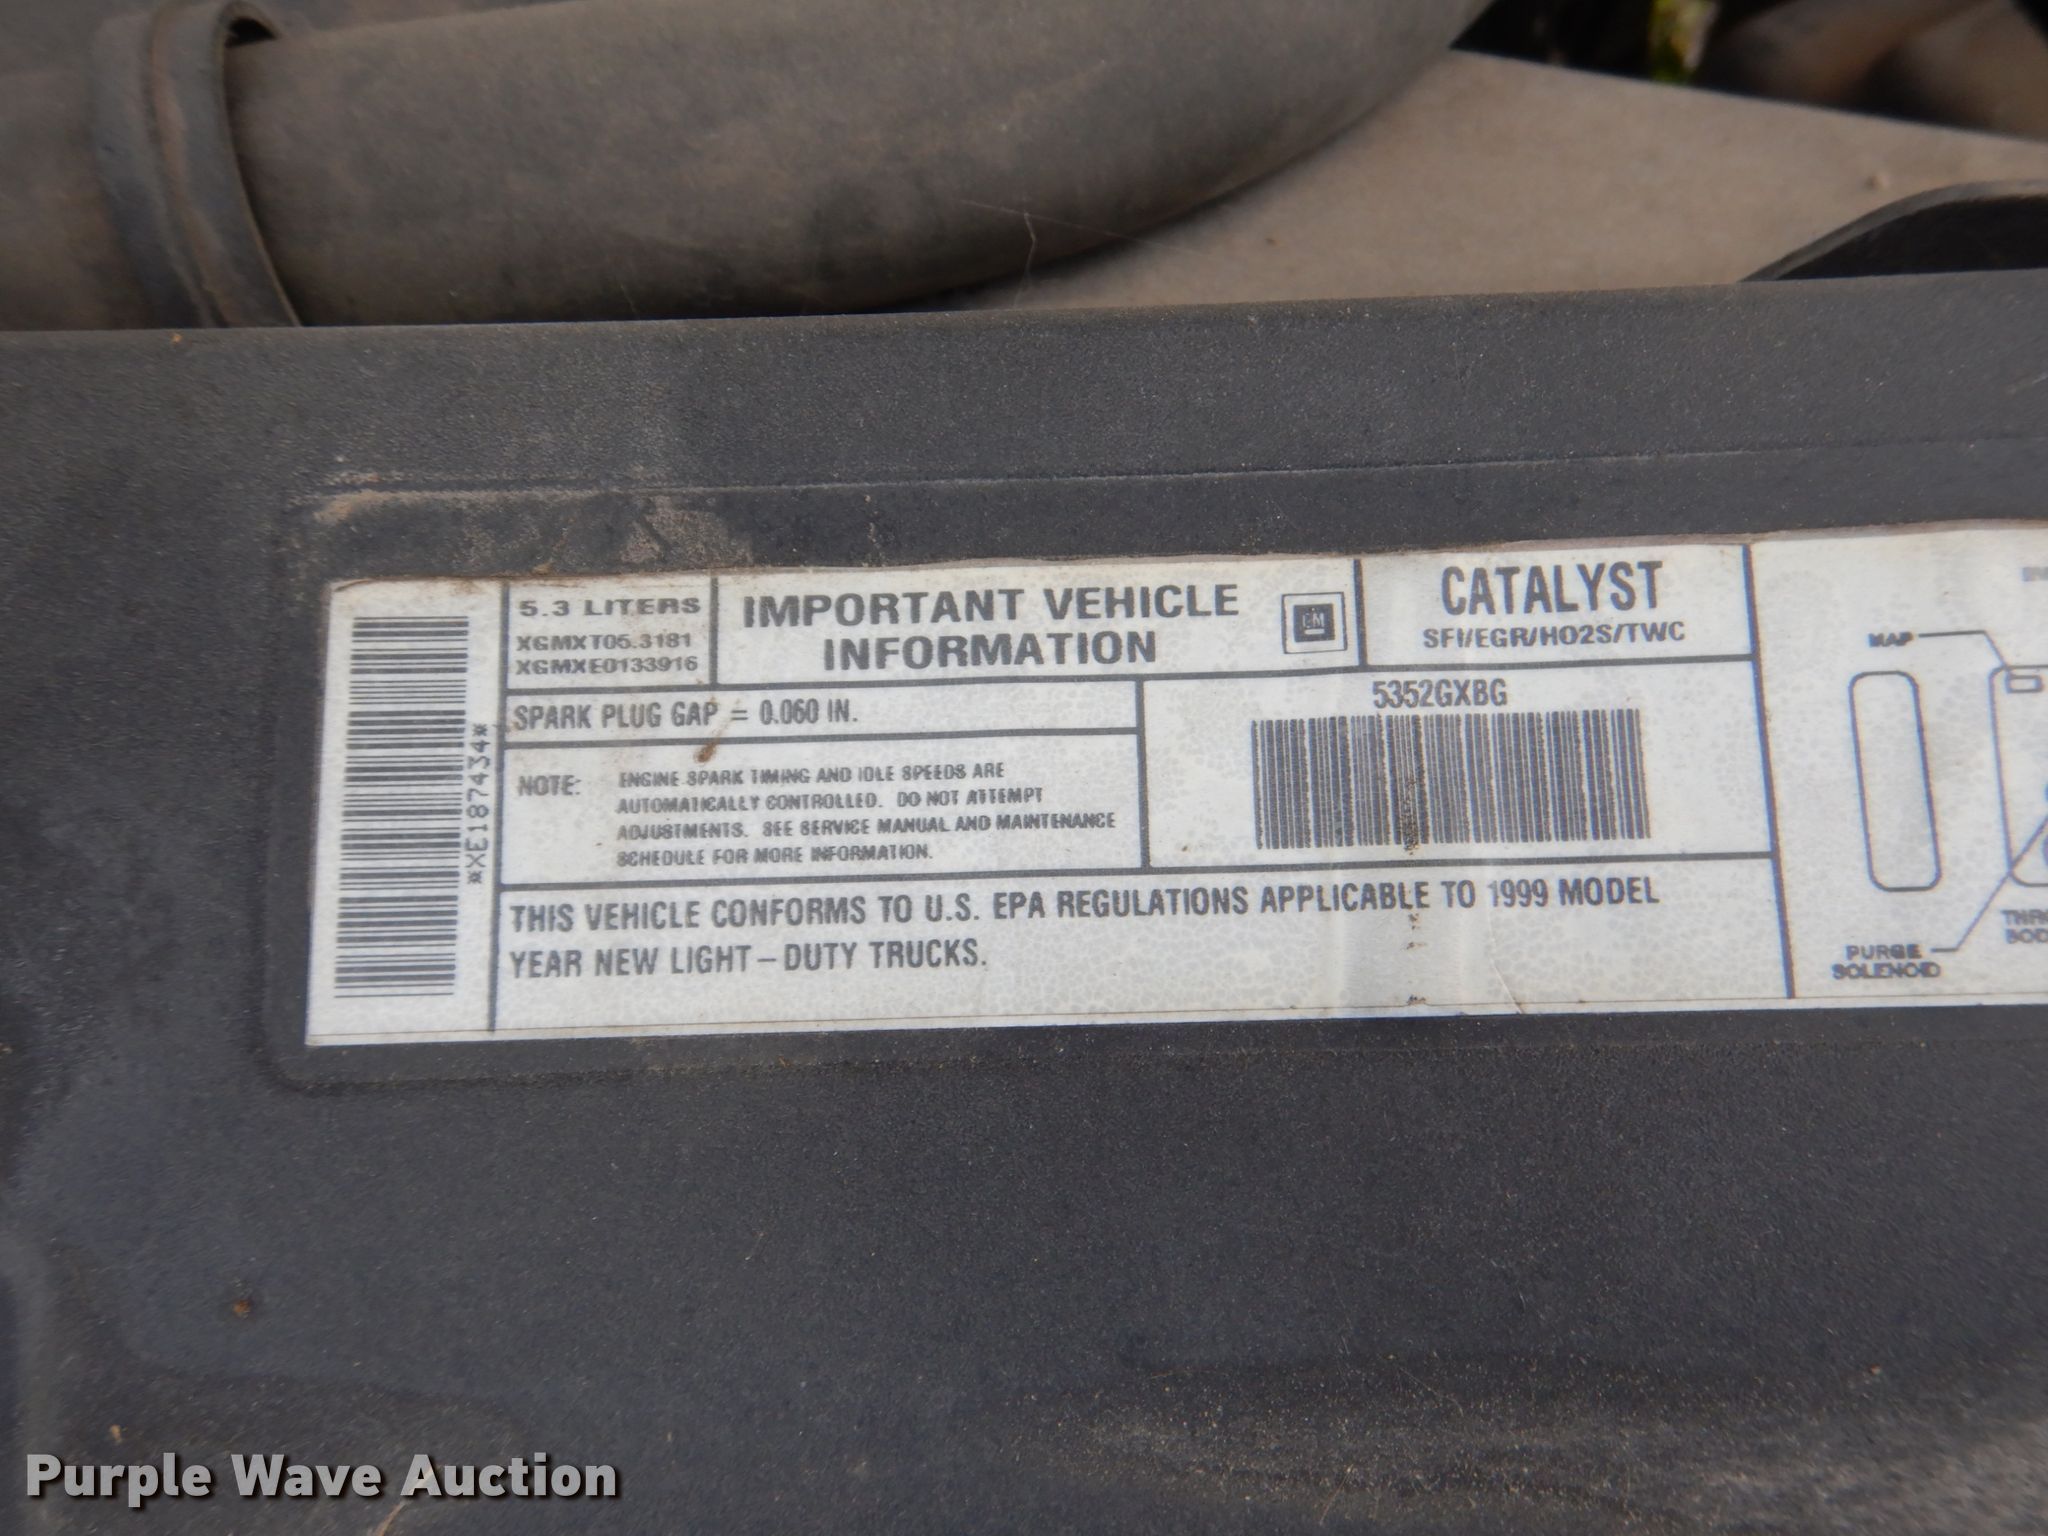 5.3 LITERS
XGMXT05.3181
XGMXE0133916
IMPORTANT VEHICLE
INFORMATION
GM
CATALYST
SFI/EGR/HO2S/TWC
SPARK PLUG GAP = 0.060 IN.
5352GXBG
*XE187434*
NOTE: ENGINE SPARK TIMING AND IDLE SPEEDS ARE
AUTOMATICALLY CONTROLLED. DO NOT ATTEMPT
ADJUSTMENTS. SEE SERVICE MANUAL AND MAINTENANCE
SCHEDULE FOR MORE INFORMATION.
THIS VEHICLE CONFORMS TO U.S. EPA REGULATIONS APPLICABLE TO 1999 MODEL
YEAR NEW LIGHT-DUTY TRUCKS.
MAP
PURGE
SOLENOID
Purple Wave Auction